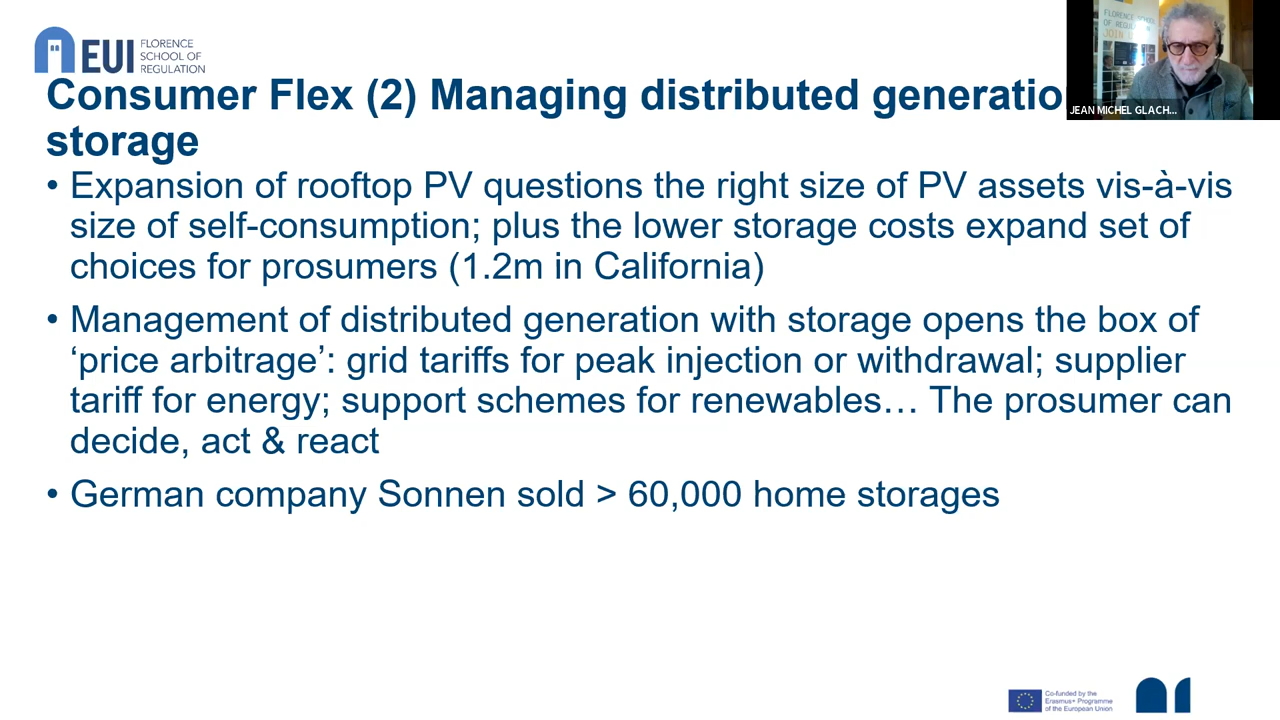 EUI
FLORENCE
SCHOOL OF
REGULATION
FLORENCE SCHOOL
JOIN
JEAN MICHEL GLACH...
Consumer Flex (2) Managing distributed generatio
storage
• Expansion of rooftop PV questions the right size of PV assets vis-à-vis
size of self-consumption; plus the lower storage costs expand set of
choices for prosumers (1.2m in California)
• Management of distributed generation with storage opens the box of
‘price arbitrage’: grid tariffs for peak injection or withdrawal; supplier
tariff for energy; support schemes for renewables… The prosumer can
decide, act & react
• German company Sonnen sold > 60,000 home storages
Co-funded by the
Erasmus+ Programme
of the European Union